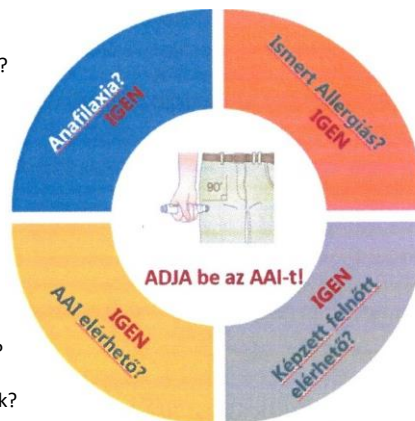 ?
Anafilaxia?
IGEN
Ismert Allergiás?
IGEN
90°
ADJA be az AAI-t!
IGEN
AAI elérhető?
IGEN
Képzett felnőtt
elérhető?
?
k?